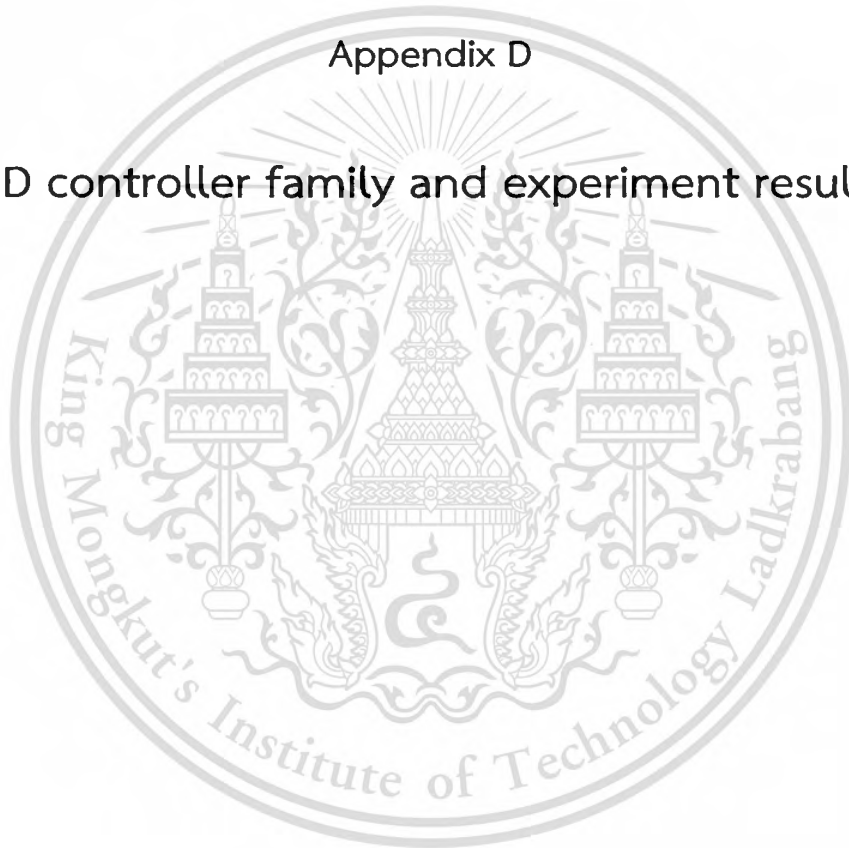 Appendix D
D controller family and experiment resul
King Mongkut's Institute of Technology Ladkrabang